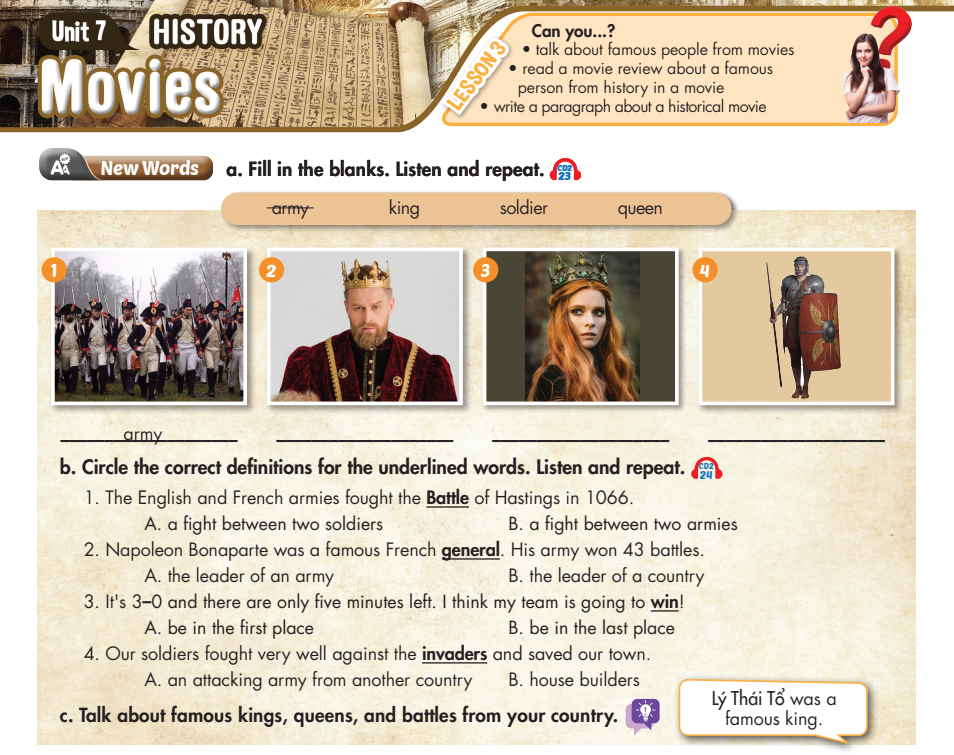 Unit 7
HISTORY
Movies
LESSON 3
Can you...?
• talk about famous people from movies
• read a movie review about a famous
person from history in a movie
• write a paragraph about a historical movie
New Words
a. Fill in the blanks. Listen and repeat.
CD2
23
army king soldier queen
1 2 3 4
army
b. Circle the correct definitions for the underlined words. Listen and repeat.
CD2
24
1. The English and French armies fought the Battle of Hastings in 1066.
A. a fight between two soldiers B. a fight between two armies
2. Napoleon Bonaparte was a famous French general. His army won 43 battles.
A. the leader of an army B. the leader of a country
3. It's 3–0 and there are only five minutes left. I think my team is going to win!
A. be in the first place B. be in the last place
4. Our soldiers fought very well against the invaders and saved our town.
A. an attacking army from another country B. house builders
c. Talk about famous kings, queens, and battles from your country.
Lý Thái Tổ was a
famous king.